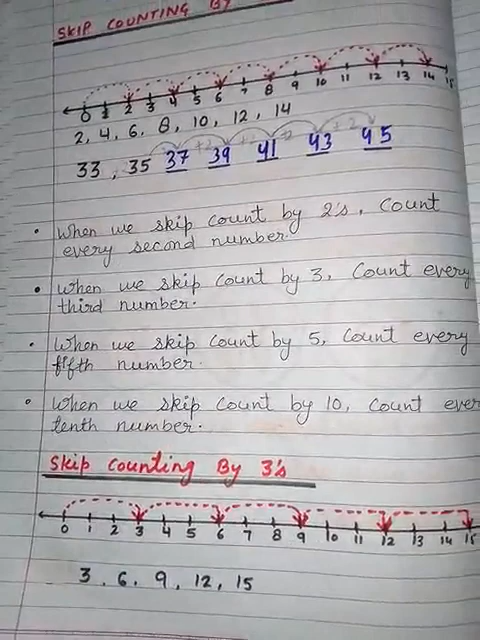 SKIP COUNTING BY
0 1 2 3 4 5 6 7 8 9 10 11 12 13 14 15
2, 4, 6, 8, 10, 12, 14
+2 +2 +2 +2
33, 35 37 39 41 43 45
• When we skip count by 2's, Count
every second number.
• When we skip count by 3, Count every
third number.
• When we skip count by 5, Count every
fifth number.
• When we skip count by 10, Count ever
tenth number.
Skip Counting By 3's
0 1 2 3 4 5 6 7 8 9 10 11 12 13 14 15
3, 6, 9, 12, 15